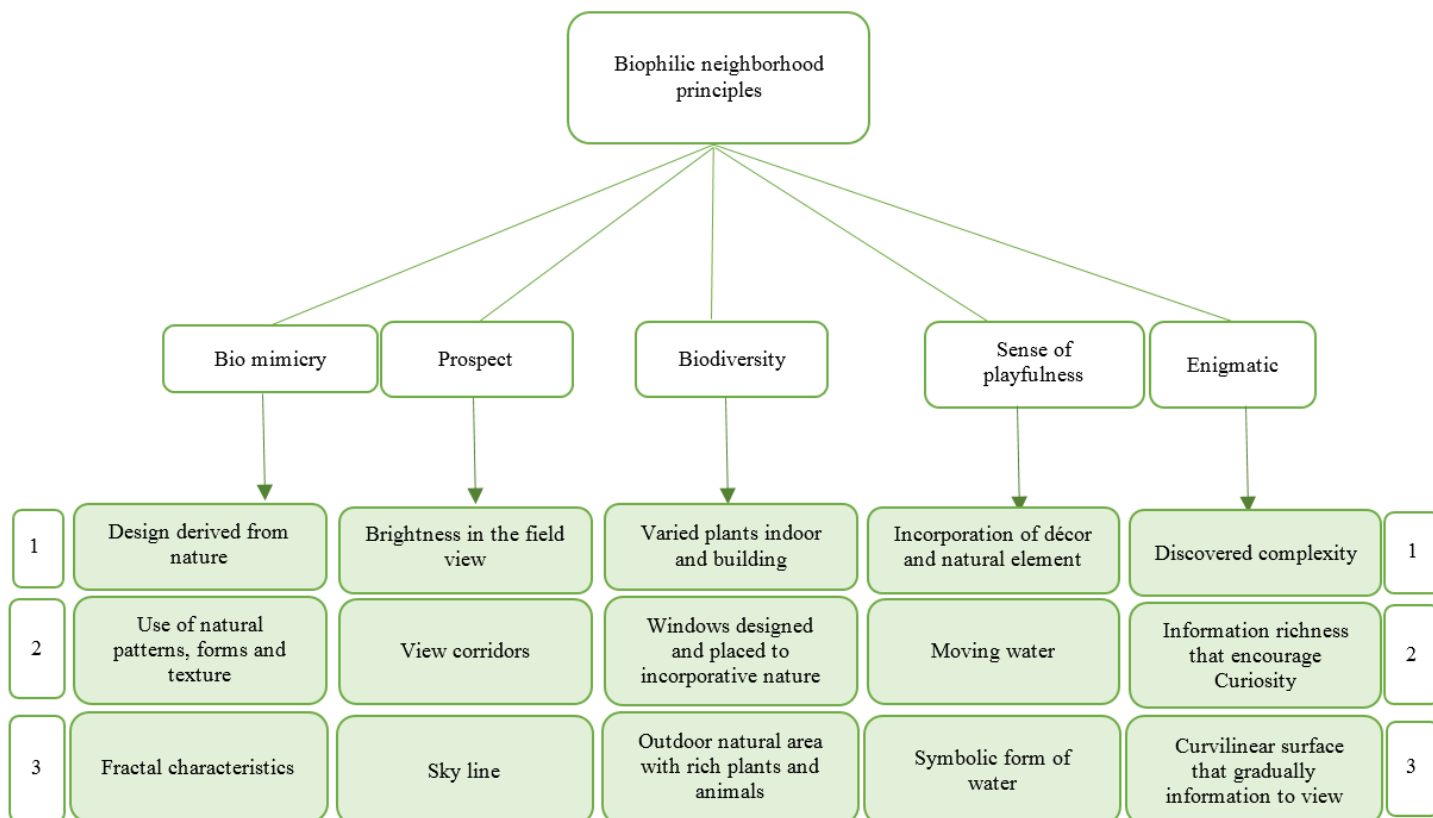 Biophilic neighborhood
principles
Bio mimicry
Prospect
Biodiversity
Sense of
playfulness
Enigmatic
1
Design derived from
nature
Brightness in the field
view
Varied plants indoor
and building
Incorporation of décor
and natural element
Discovered complexity
1
2
Use of natural
patterns, forms and
texture
View corridors
Windows designed
and placed to
incorporative nature
Moving water
Information richness
that encourage
Curiosity
2
3
Fractal characteristics
Sky line
Outdoor natural area
with rich plants and
animals
Symbolic form of
water
Curvilinear surface
that gradually
information to view
3